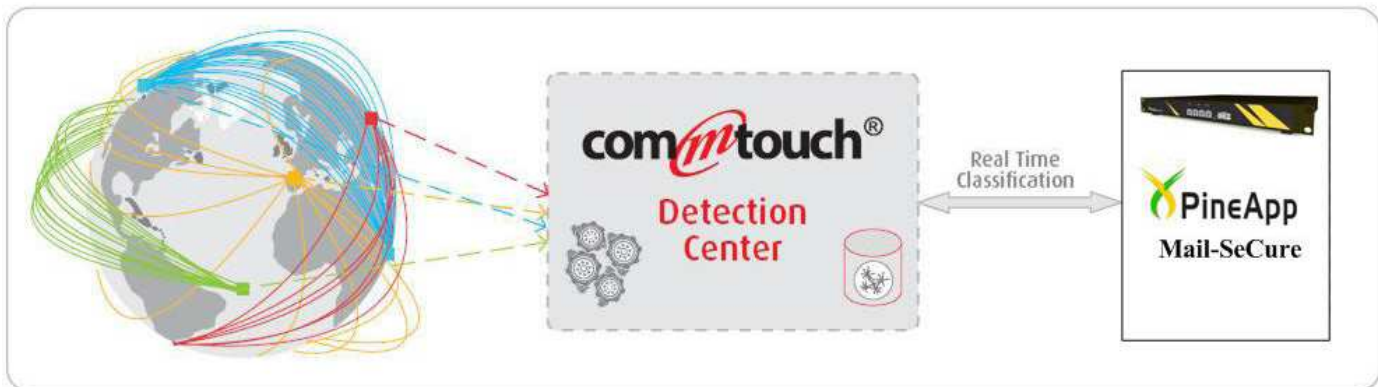 commtouch®
Detection
Center
Real Time
Classification
PineApp
Mail-SeCure